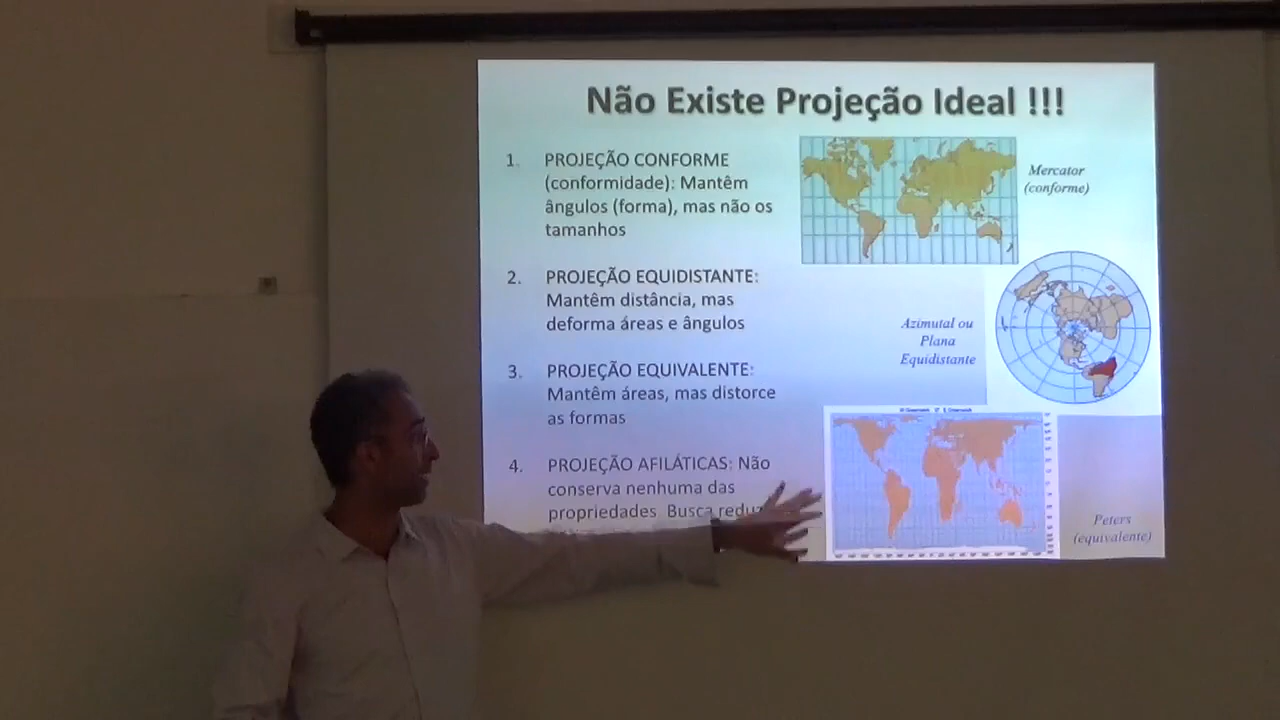 Não Existe Projeção Ideal !!!
1. PROJEÇÃO CONFORME
(conformidade): Mantêm
ângulos (forma), mas não os
tamanhos
Mercator
(conforme)
2. PROJEÇÃO EQUIDISTANTE:
Mantêm distância, mas
deforma áreas e ângulos
Azimutal ou
Plana
Equidistante
3. PROJEÇÃO EQUIVALENTE:
Mantêm áreas, mas distorce
as formas
4. PROJEÇÃO AFILÁTICAS: Não
conserva nenhuma das
propriedades. Busca
Peters
(equivalente)